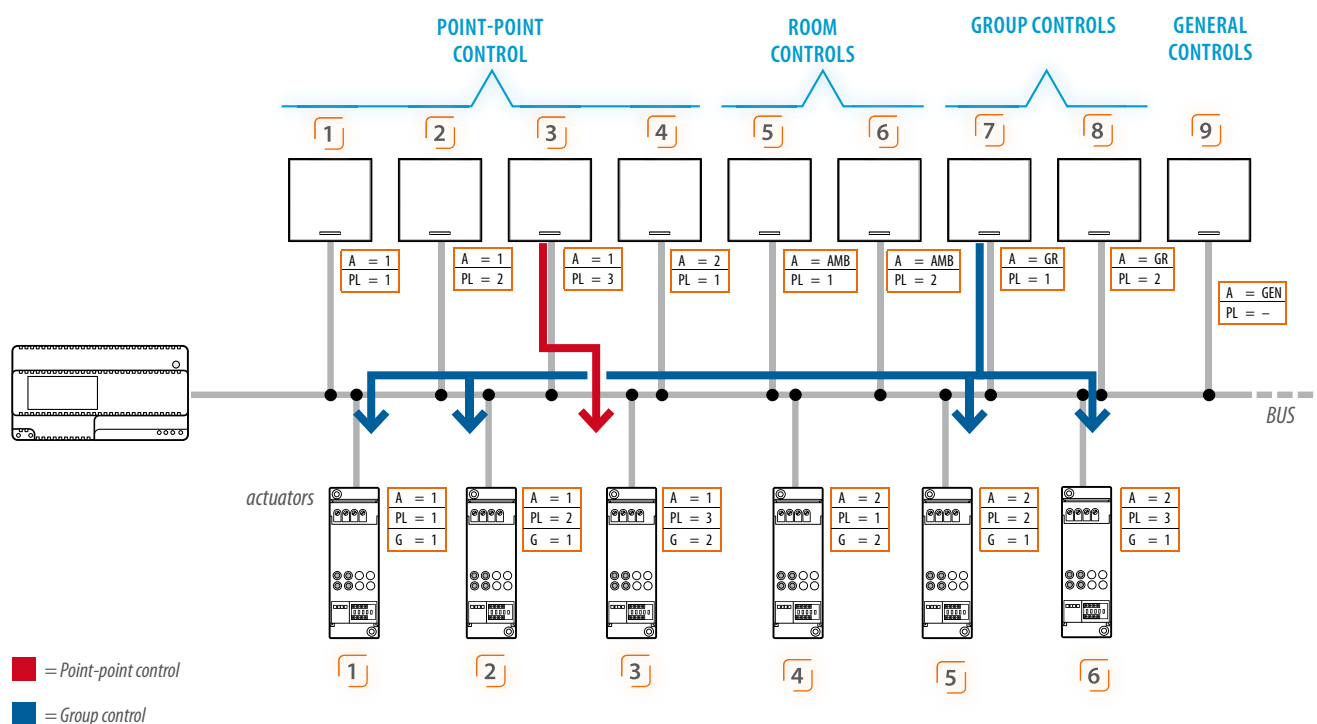 POINT-POINT
CONTROL
ROOM
CONTROLS
GROUP CONTROLS
GENERAL
CONTROLS
1
2
3
4
5
6
7
8
9
A = 1
PL = 1
A = 1
PL = 2
A = 1
PL = 3
A = 2
PL = 1
A = AMB
PL = 1
A = AMB
PL = 2
A = GR
PL = 1
A = GR
PL = 2
A = GEN
PL = –
BUS
actuators
A = 1
PL = 1
G = 1
A = 1
PL = 2
G = 1
A = 1
PL = 3
G = 2
A = 2
PL = 1
G = 2
A = 2
PL = 2
G = 1
A = 2
PL = 3
G = 1
1
2
3
4
5
6
= Point-point control
= Group control